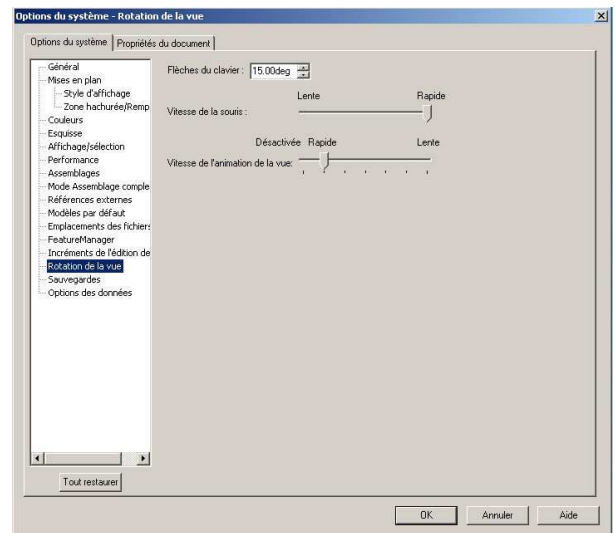 Options du système - Rotation de la vue
Options du système
Propriétés du document
Général
Mises en plan
Style d'affichage
Zone hachurée/Remp
Couleurs
Esquisse
Affichage/sélection
Performance
Assemblages
Mode Assemblage comple
Références externes
Modèles par défaut
Emplacements des fichiers
FeatureManager
Incréments de l'édition de
Rotation de la vue
Sauvegardes
Options des données
Tout restaurer
Flèches du clavier : 15.00deg
Lente Rapide
Vitesse de la souris :
Désactivée Rapide Lente
Vitesse de l'animation de la vue:
OK Annuler Aide